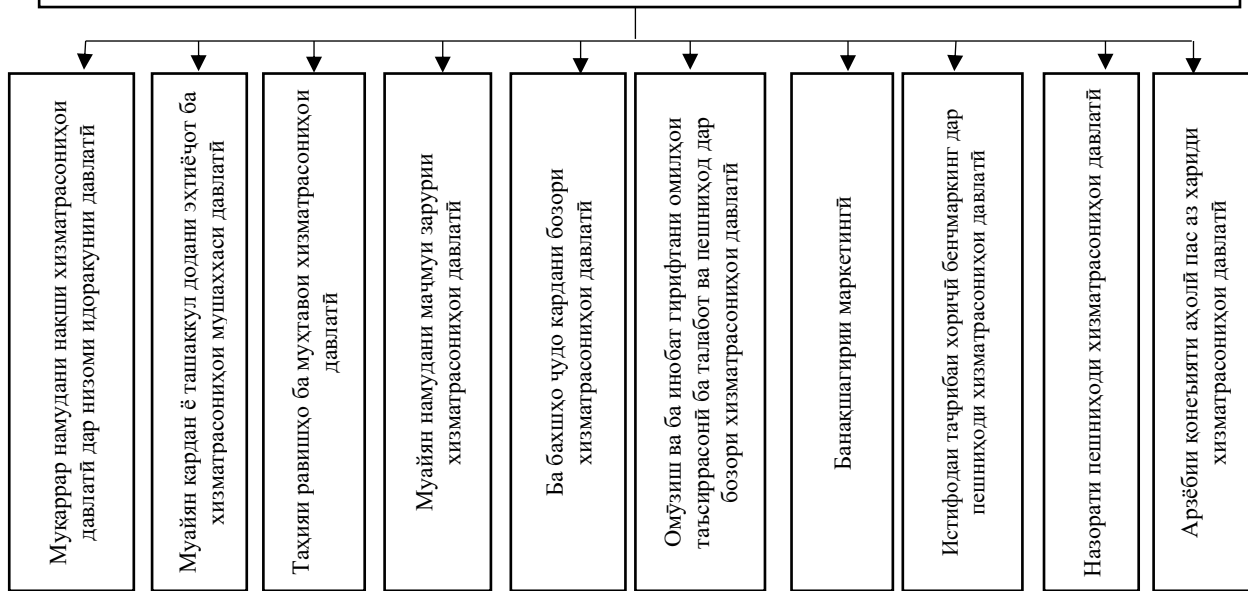 Муқаррар намудани нақши хизматрасониҳои
давлатӣ дар низоми идоракунии давлатӣ
Муайян кардан ё ташаккул додани эҳтиёҷот ба
хизматрасониҳои мушаххаси давлатӣ
Таҳияи равишҳо ба муҳтавои хизматрасониҳои
давлатӣ
Муайян намудани маҷмуи зарурии
хизматрасониҳои давлатӣ
Ба бахшҳо ҷудо кардани бозори
хизматрасониҳои давлатӣ
Омӯзиш ва ба инобат гирифтани омилҳои
таъсиррасонӣ ба талабот ва пешниҳод дар
бозори хизматрасониҳои давлатӣ
Банақшагирии маркетингӣ
Истифодаи таҷрибаи хориҷӣ бенчмаркинг дар
пешниҳоди хизматрасониҳои давлатӣ
Назорати пешниҳоди хизматрасониҳои давлатӣ
Арзёбии қонеъияти аҳолӣ пас аз хариди
хизматрасониҳои давлатӣ